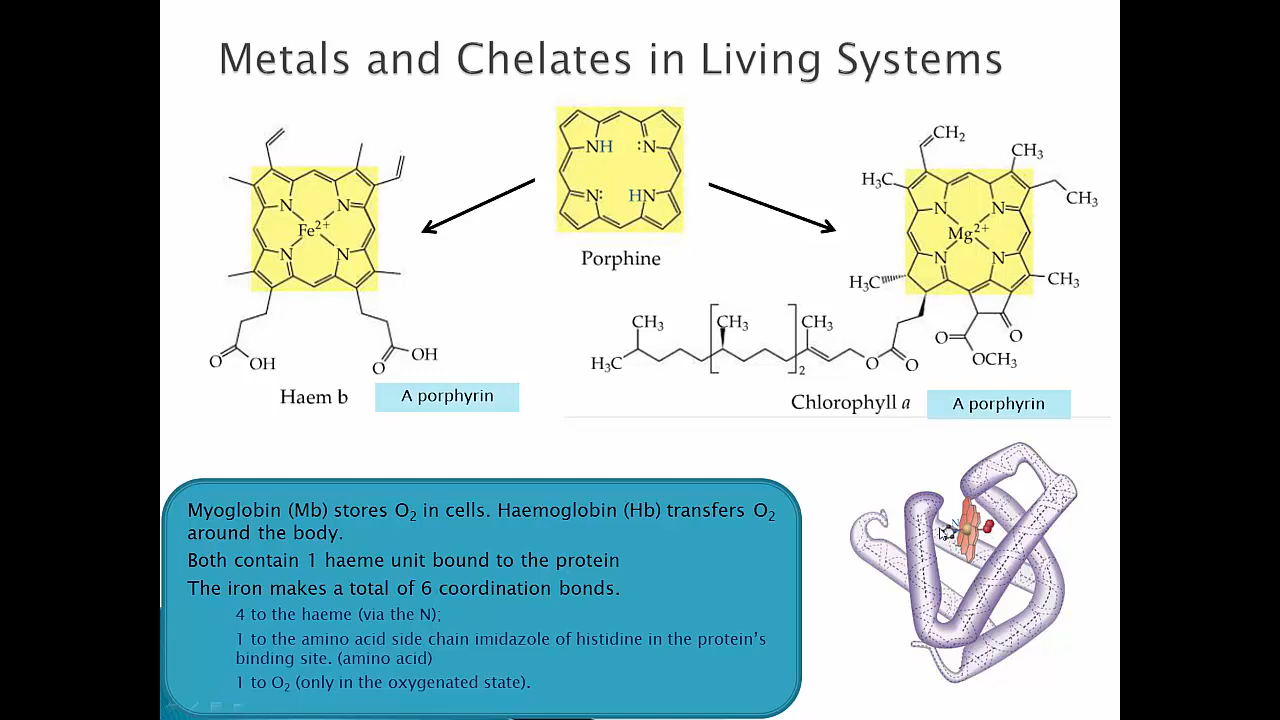 Metals and Chelates in Living Systems
NH :N
N: HN
Porphine
N N
Fe²⁺
N N
O OH O OH
Haem b
A porphyrin
CH₂
CH₃
H₃C
CH₃
N N
Mg²⁺
N N
H₃C
CH₃
O
O
OCH₃
CH₃ CH₃ CH₃
H₃C
2
O O
Chlorophyll a
A porphyrin
Myoglobin (Mb) stores O₂ in cells. Haemoglobin (Hb) transfers O₂
around the body.
Both contain 1 haeme unit bound to the protein
The iron makes a total of 6 coordination bonds.
4 to the haeme (via the N);
1 to the amino acid side chain imidazole of histidine in the protein's
binding site. (amino acid)
1 to O₂ (only in the oxygenated state).